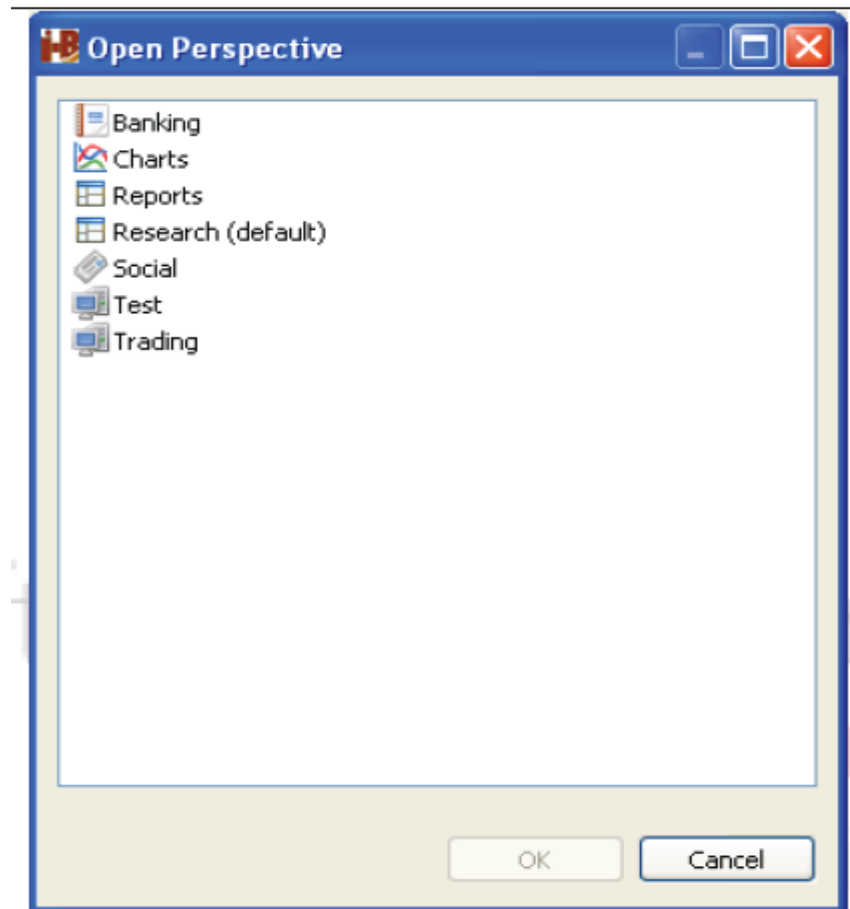 Open Perspective
Banking
Charts
Reports
Research (default)
Social
Test
Trading
OK
Cancel